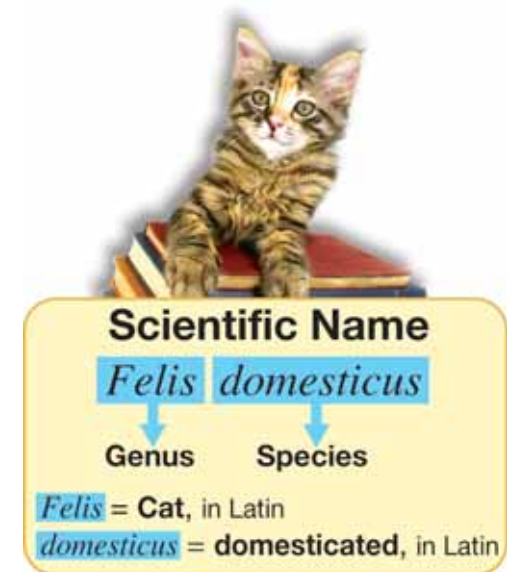 Scientific Name
Felis domesticus
Genus Species
Felis = Cat, in Latin
domesticus = domesticated, in Latin